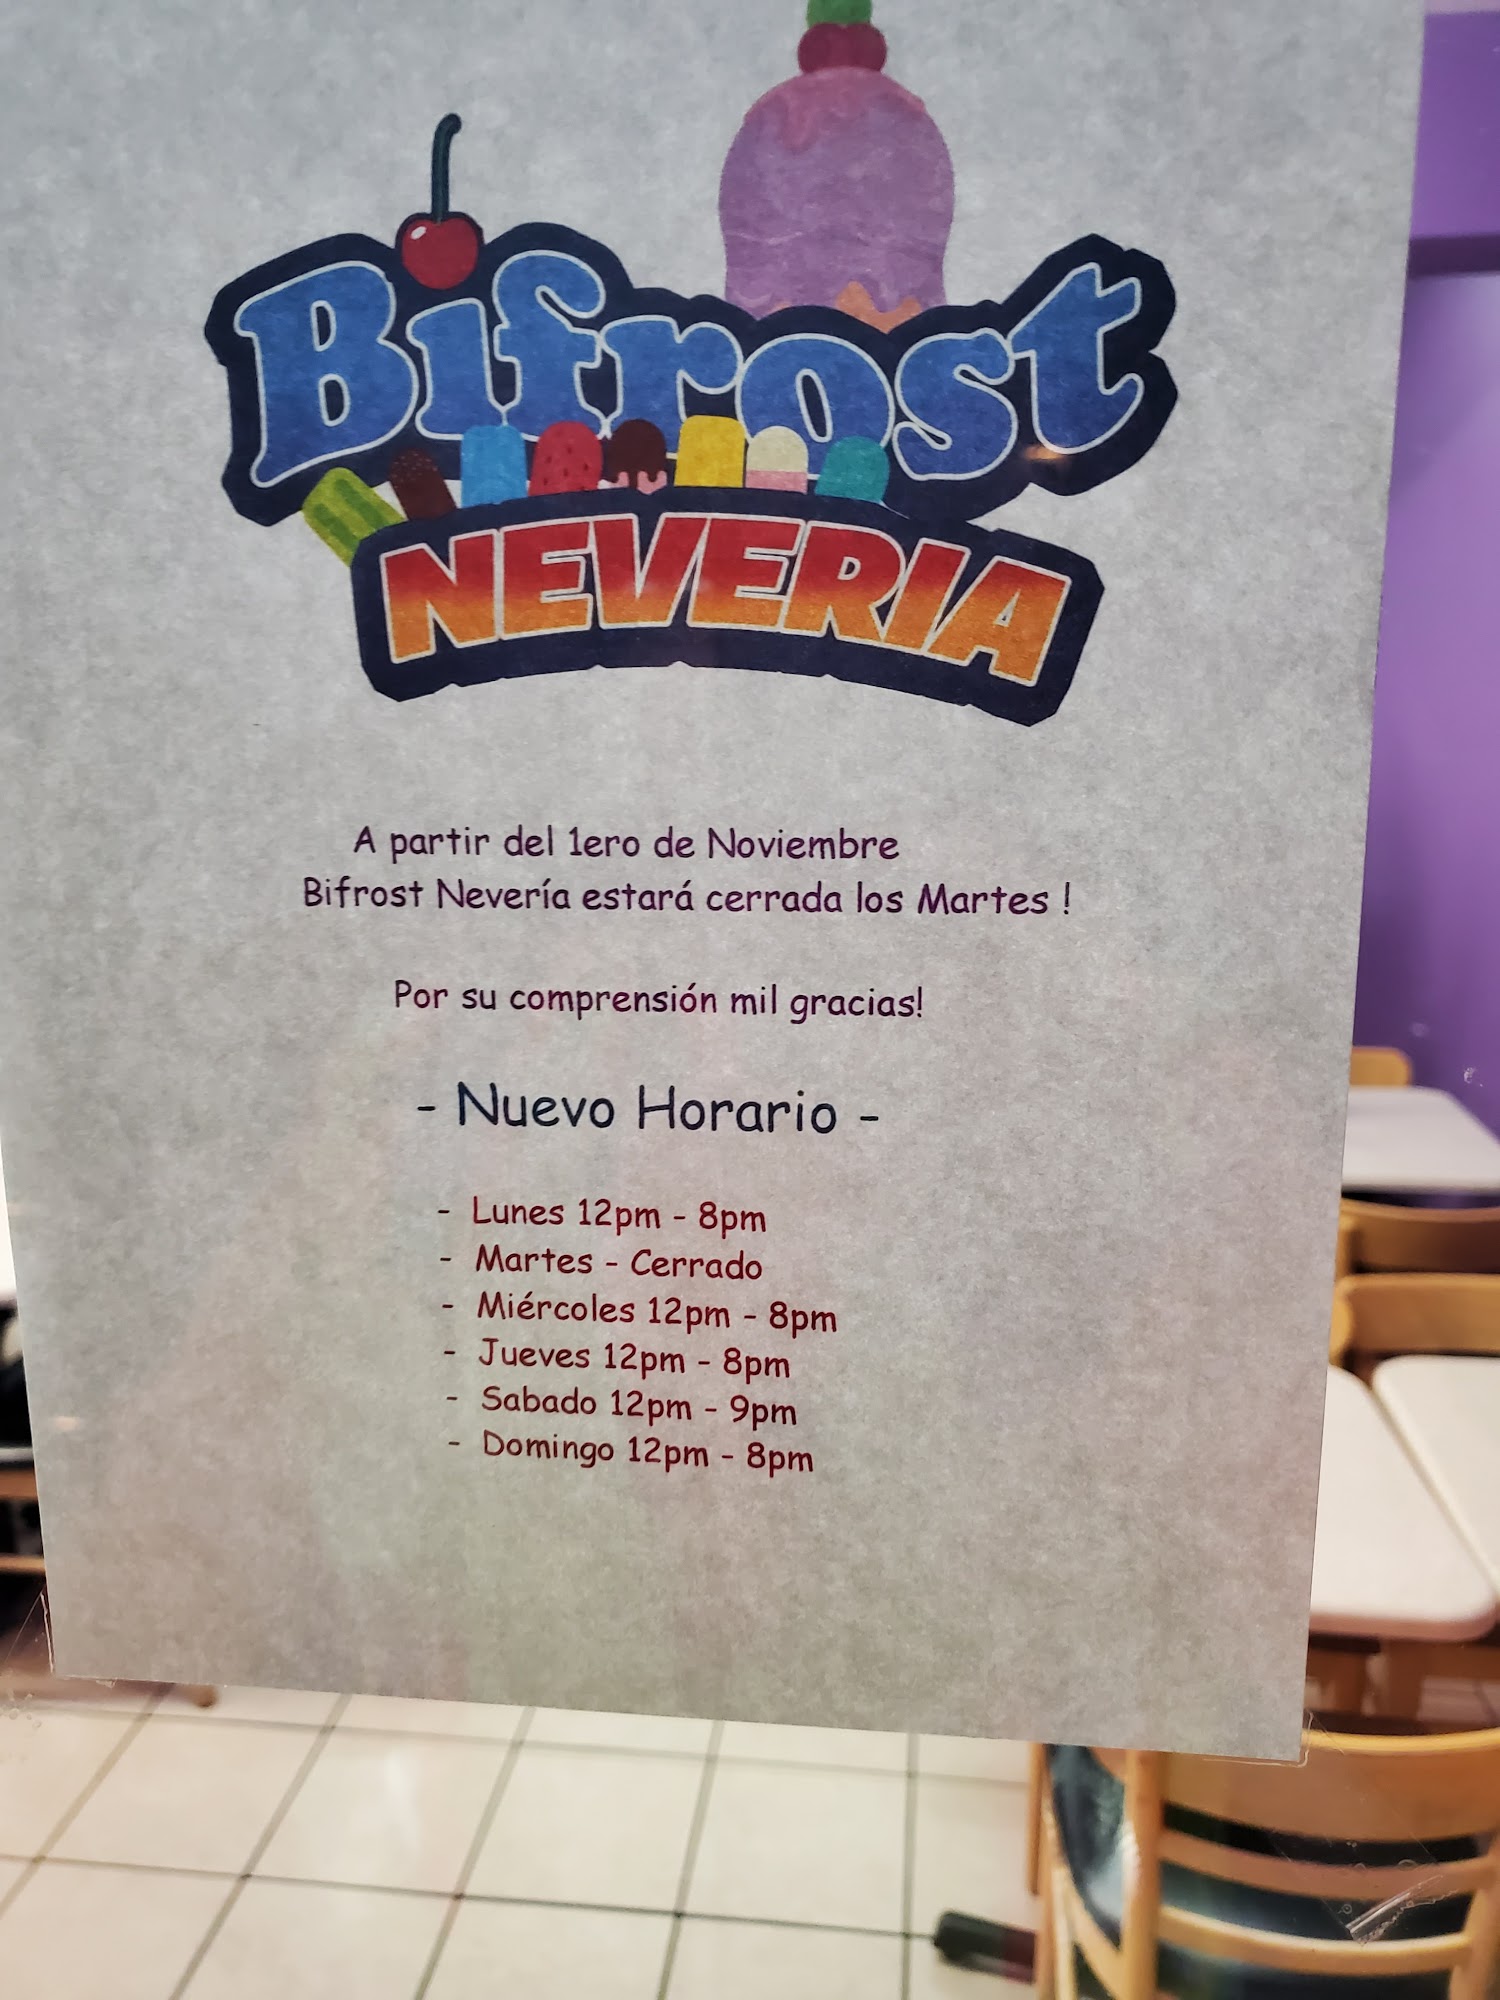 Bifrost
NEVERIA
A partir del 1ero de Noviembre
Bifrost Nevería estará cerrada los Martes !
Por su comprensión mil gracias!
- Nuevo Horario -
- Lunes 12pm - 8pm
- Martes - Cerrado
- Miércoles 12pm - 8pm
- Jueves 12pm - 8pm
- Sabado 12pm - 9pm
- Domingo 12pm - 8pm